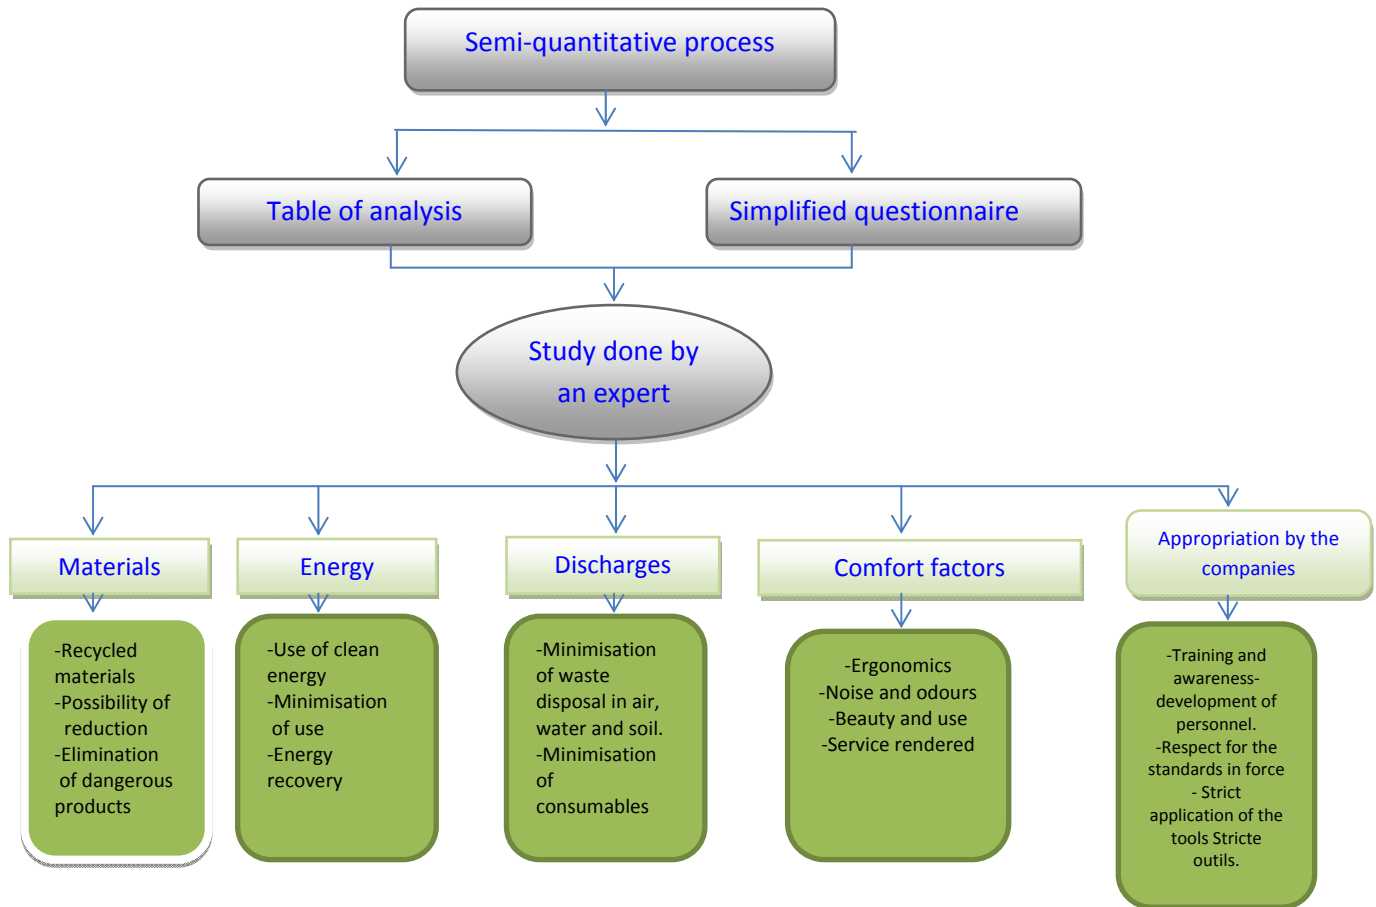 Semi-quantitative process
Table of analysis
Simplified questionnaire
Study done by
an expert
Materials
Energy
Discharges
Comfort factors
Appropriation by the
companies
-Recycled
materials
-Possibility of
reduction
-Elimination
of dangerous
products
-Use of clean
energy
-Minimisation
of use
-Energy
recovery
-Minimisation
of waste
disposal in air,
water and soil.
-Minimisation
of
consumables
-Ergonomics
-Noise and odours
-Beauty and use
-Service rendered
-Training and
awareness-
development of
personnel.
-Respect for the
standards in force
- Strict
application of the
tools Stricte
outils.